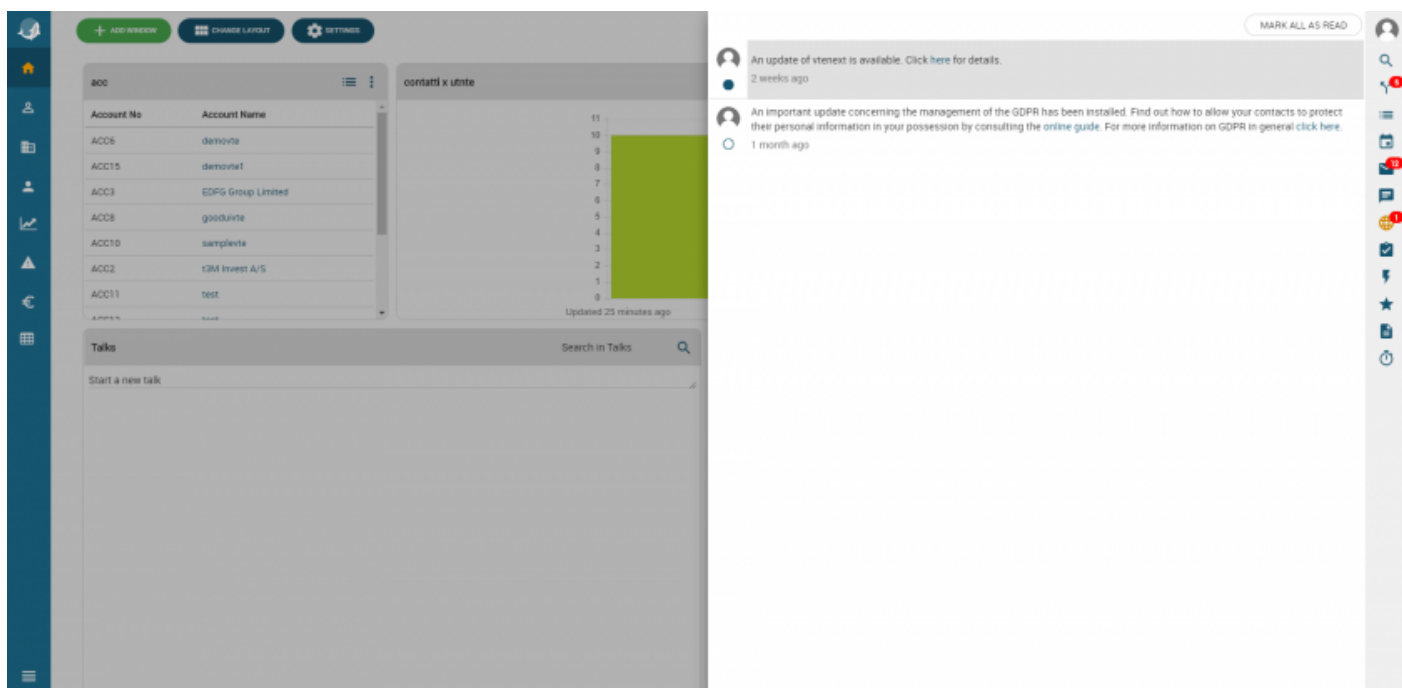 ADD WINDOW
CHANGE LAYOUT
SETTINGS
MARK ALL AS READ
acc
contatti x utnte
Account No Account Name
ACC6 demovte
ACC15 demovte1
ACC3 EDFG Group Limited
ACC8 gooduivte
ACC10 samplevte
ACC2 t3M Invest A/S
ACC11 test
11
10
9
8
7
6
5
4
3
2
1
0
Updated 25 minutes ago
Talks
Search in Talks
Start a new talk
An update of vtenext is available. Click here for details.
2 weeks ago
An important update concerning the management of the GDPR has been installed. Find out how to allow your contacts to protect
their personal information in your possession by consulting the online guide. For more information on GDPR in general click here.
1 month ago
12
1